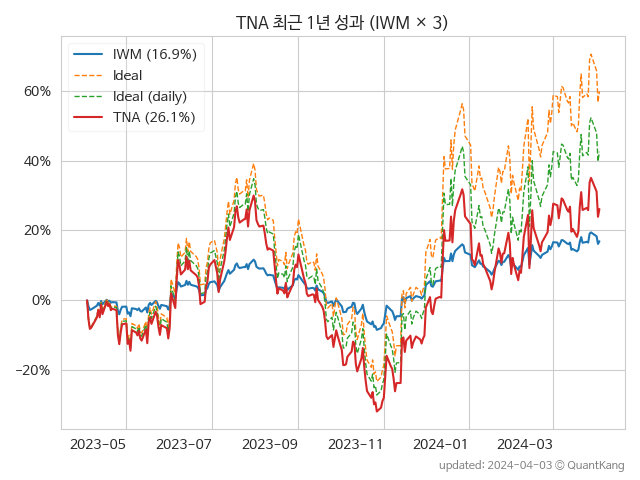 TNA 최근 1년 성과 (IWM × 3)
IWM (16.9%)
Ideal
Ideal (daily)
TNA (26.1%)
60%
40%
20%
0%
−20%
2023-05 2023-07 2023-09 2023-11 2024-01 2024-03
updated: 2024-04-03 © QuantKang